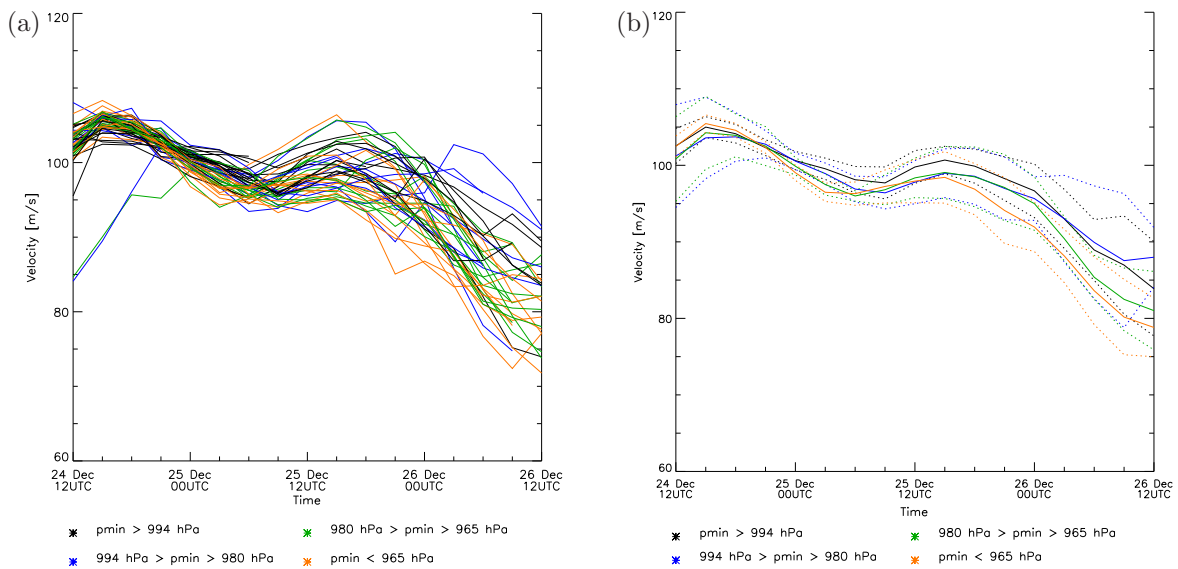 (a)
120
100
80
60
Velocity [m/s]
24 Dec
12UTC
25 Dec
00UTC
25 Dec
12UTC
26 Dec
00UTC
26 Dec
12UTC
Time
pmin > 994 hPa
980 hPa > pmin > 965 hPa
994 hPa > pmin > 980 hPa
pmin < 965 hPa
(b)
120
100
80
60
Velocity [m/s]
24 Dec
12UTC
25 Dec
00UTC
25 Dec
12UTC
26 Dec
00UTC
26 Dec
12UTC
Time
pmin > 994 hPa
980 hPa > pmin > 965 hPa
994 hPa > pmin > 980 hPa
pmin < 965 hPa